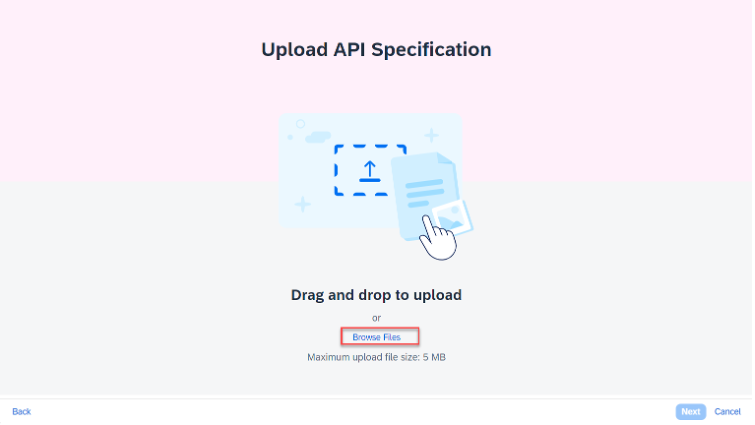 Upload API Specification
Drag and drop to upload
or
Browse Files
Maximum upload file size: 5 MB
Back
Next
Cancel